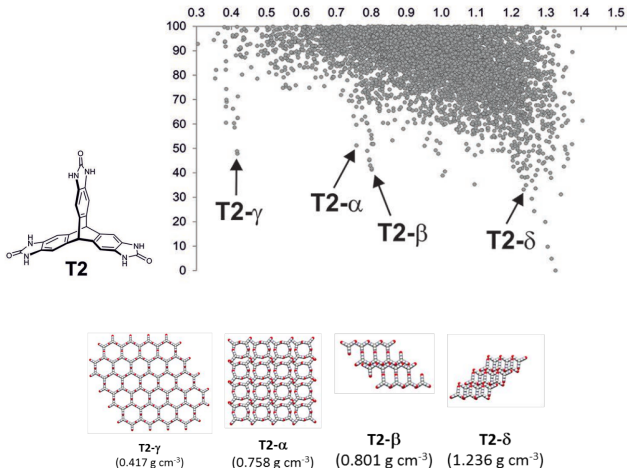 0.3 0.4 0.5 0.6 0.7 0.8 0.9 1.0 1.1 1.2 1.3 1.4 1.5
100
90
80
70
60
50
40
30
20
10
0
T2-γ
T2-α
T2-β
T2-δ
O
HN NH
H
N
O
N
H
H
N
O
N
H
T2
T2-γ
(0.417 g cm⁻³)
T2-α
(0.758 g cm⁻³)
T2-β
(0.801 g cm⁻³)
T2-δ
(1.236 g cm⁻³)